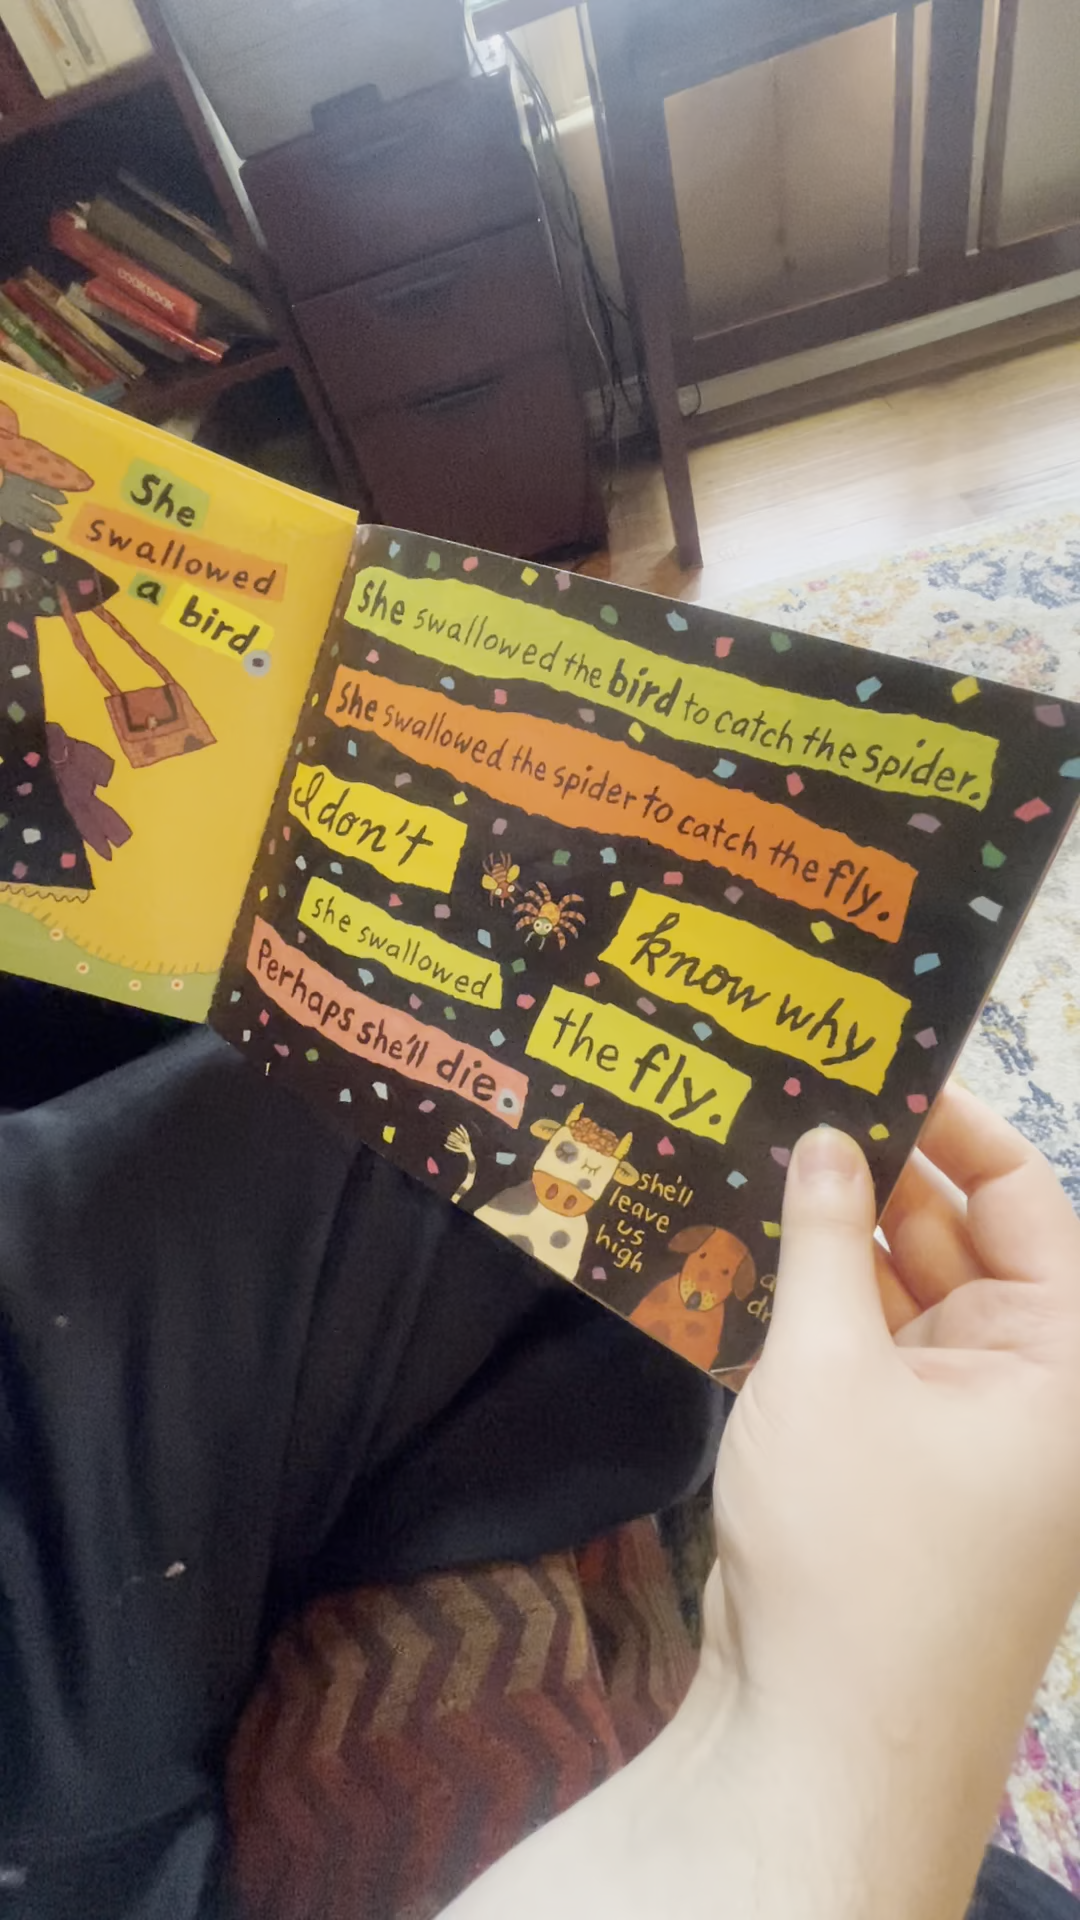 COOKBOOK
She
swallowed
a bird.
She swallowed the bird to catch the spider.
She swallowed the spider to catch the fly.
I don't
know why
she swallowed
the fly.
Perhaps she'll die.
she'll
leave
us
high